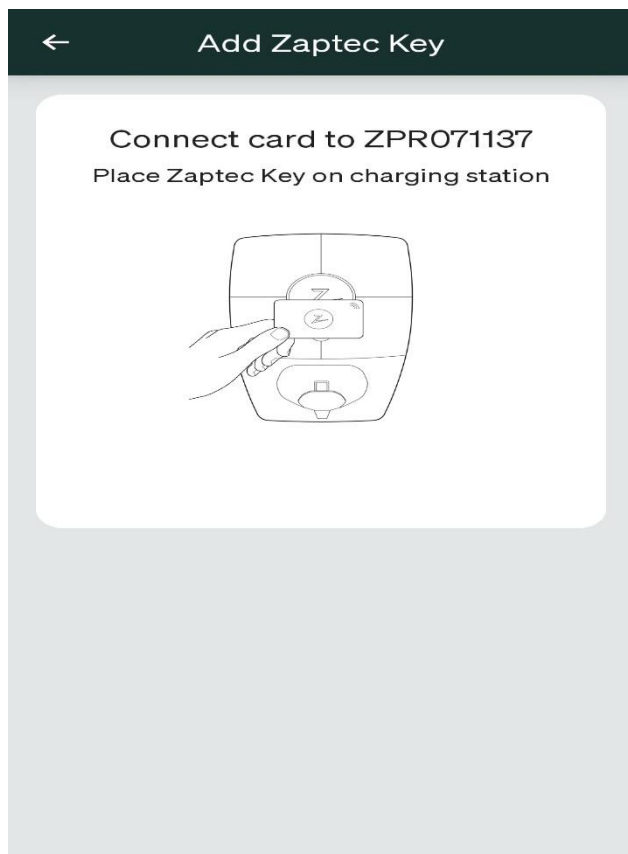 Add Zaptec Key
Connect card to ZPR071137
Place Zaptec Key on charging station
Z
Z